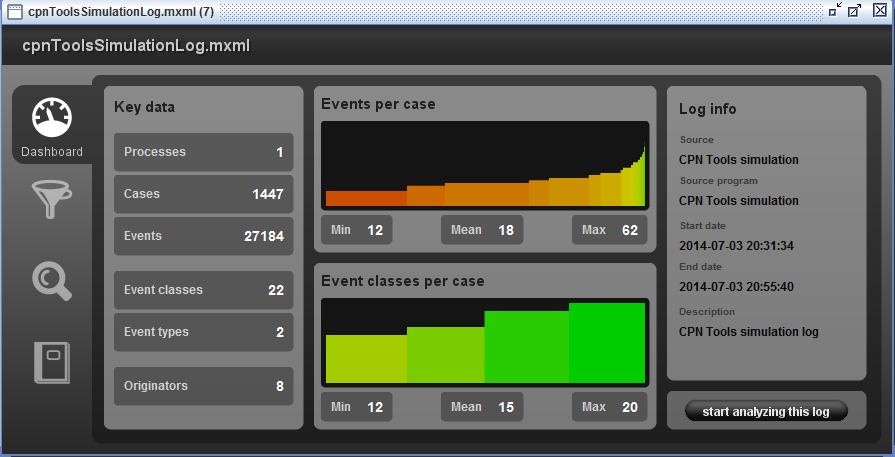 cpnToolsSimulationLog.mxml (7)
cpnToolsSimulationLog.mxml
Dashboard
Key data
Processes 1
Cases 1447
Events 27184
Event classes 22
Event types 2
Originators 8
Events per case
Min 12 Mean 18 Max 62
Event classes per case
Min 12 Mean 15 Max 20
Log info
Source
CPN Tools simulation
Source program
CPN Tools simulation
Start date
2014-07-03 20:31:34
End date
2014-07-03 20:55:40
Description
CPN Tools simulation log
start analyzing this log